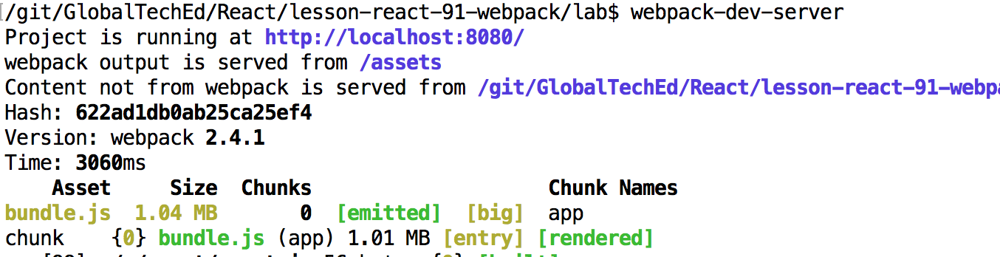 /git/GlobalTechEd/React/lesson-react-91-webpack/lab$ webpack-dev-server
Project is running at http://localhost:8080/
webpack output is served from /assets
Content not from webpack is served from /git/GlobalTechEd/React/lesson-react-91-webpa
Hash: 622ad1db0ab25ca25ef4
Version: webpack 2.4.1
Time: 3060ms
Asset Size Chunks Chunk Names
bundle.js 1.04 MB 0 [emitted] [big] app
chunk {0} bundle.js (app) 1.01 MB [entry] [rendered]